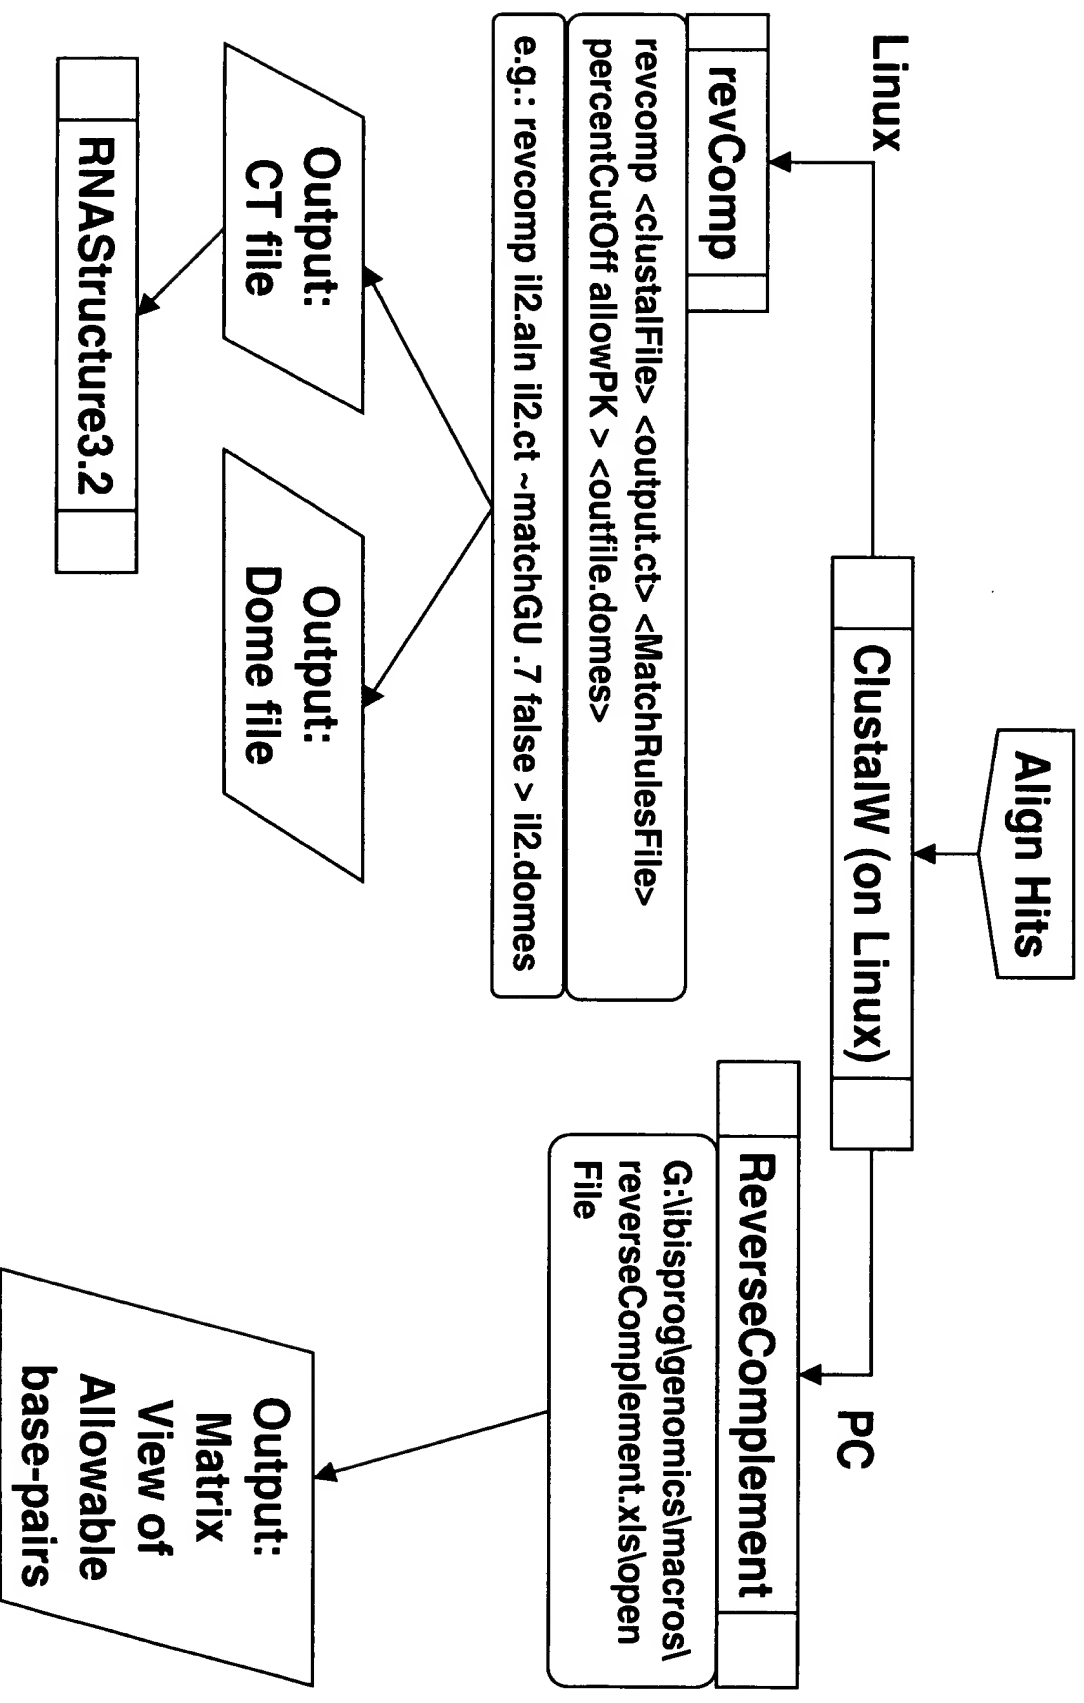 Align Hits
ClustalW (on Linux)
Linux
PC
revComp
revcomp <clustalFile> <output.ct> <MatchRulesFile>
percentCutOff allowPK > <outfile.domes>
e.g.: revcomp il2.aln il2.ct ~matchGU .7 false > il2.domes
Output:
CT file
Output:
Dome file
RNAStructure3.2
ReverseComplement
G:\ibisprog\genomics\macros\
reverseComplement.xls\open
File
Output:
Matrix
View of
Allowable
base-pairs